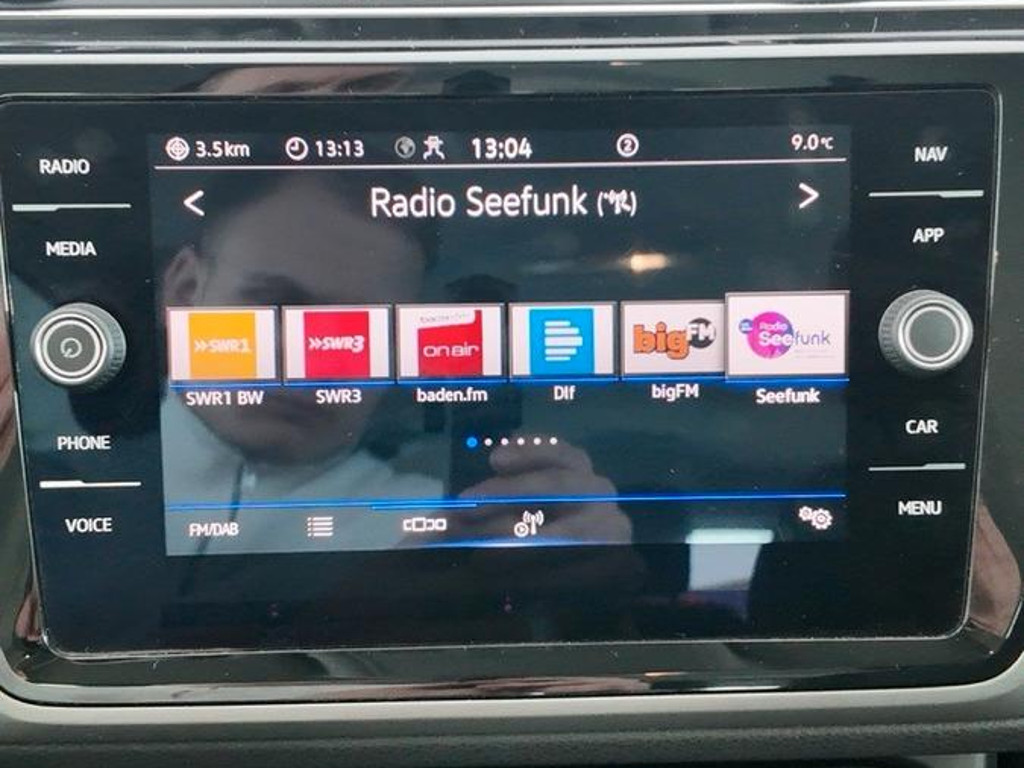 3.5km 13:13 13:04 2 9.0°C
RADIO
NAV
Radio Seefunk
MEDIA
APP
SWR1
SWR3
on air
bigFM
Radio Seefunk
SWR1 BW
SWR3
baden.fm
Dlf
bigFM
Seefunk
PHONE
CAR
VOICE
MENU
FM/DAB